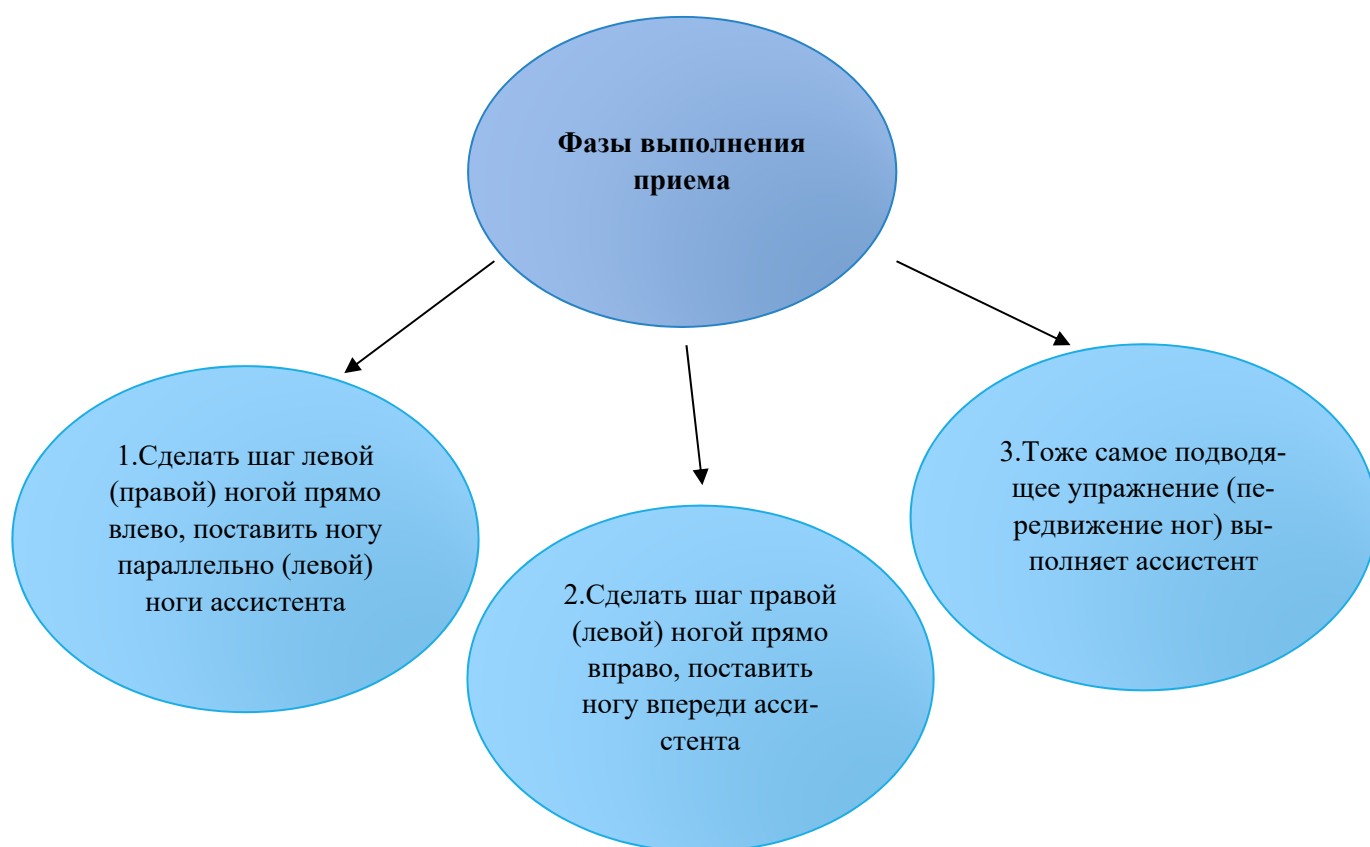 Фазы выполнения
приема
1.Сделать шаг левой
(правой) ногой прямо
влево, поставить ногу
параллельно (левой)
ноги ассистента
2.Сделать шаг правой
(левой) ногой прямо
вправо, поставить
ногу впереди асси-
стента
3.Тоже самое подводя-
щее упражнение (пе-
редвижение ног) вы-
полняет ассистент